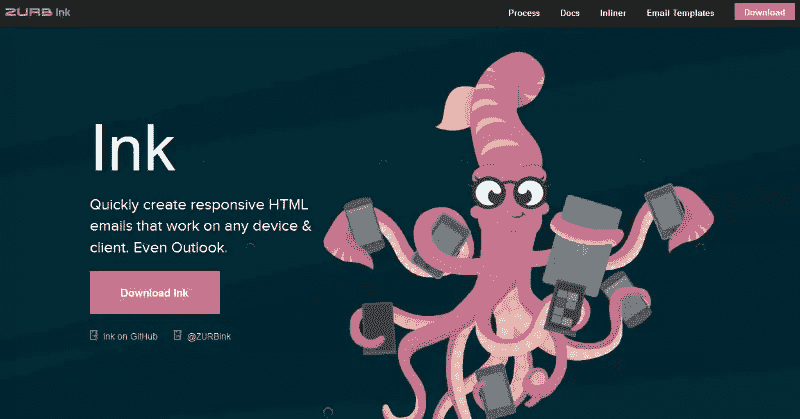 ZURB Ink
Process Docs Inliner Email Templates Download
Ink
Quickly create responsive HTML
emails that work on any device &
client. Even Outlook.
Download Ink
Ink on GitHub @ZURBink